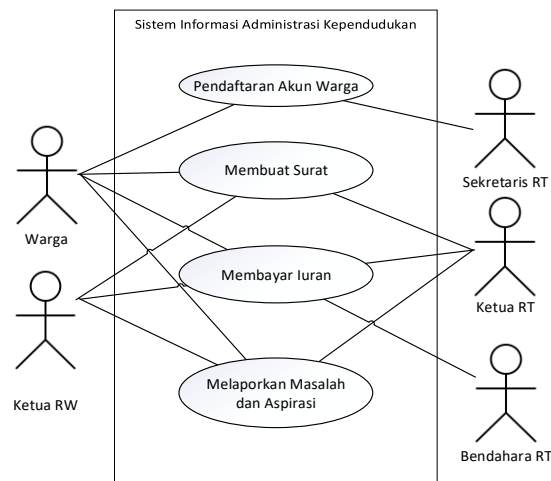 Sistem Informasi Administrasi Kependudukan
Pendaftaran Akun Warga
Sekretaris RT
Membuat Surat
Warga
Ketua RT
Membayar Iuran
Ketua RW
Melaporkan Masalah
dan Aspirasi
Bendahara RT